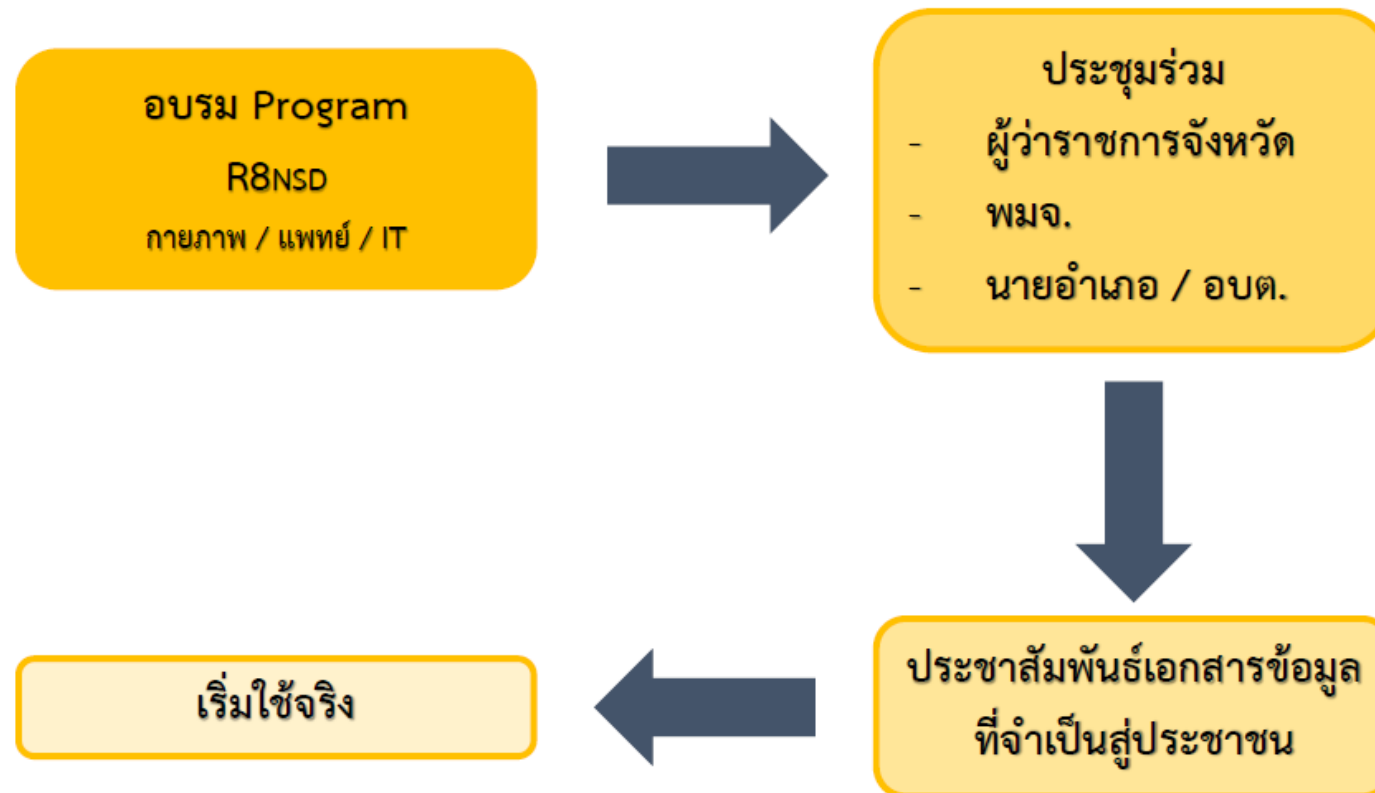 อบรม Program
R8NSD
กายภาพ / แพทย์ / IT
ประชุมร่วม
- ผู้ว่าราชการจังหวัด
- พมจ.
- นายอำเภอ / อบต.
ประชาสัมพันธ์เอกสารข้อมูล
ที่จำเป็นสู่ประชาชน
เริ่มใช้จริง